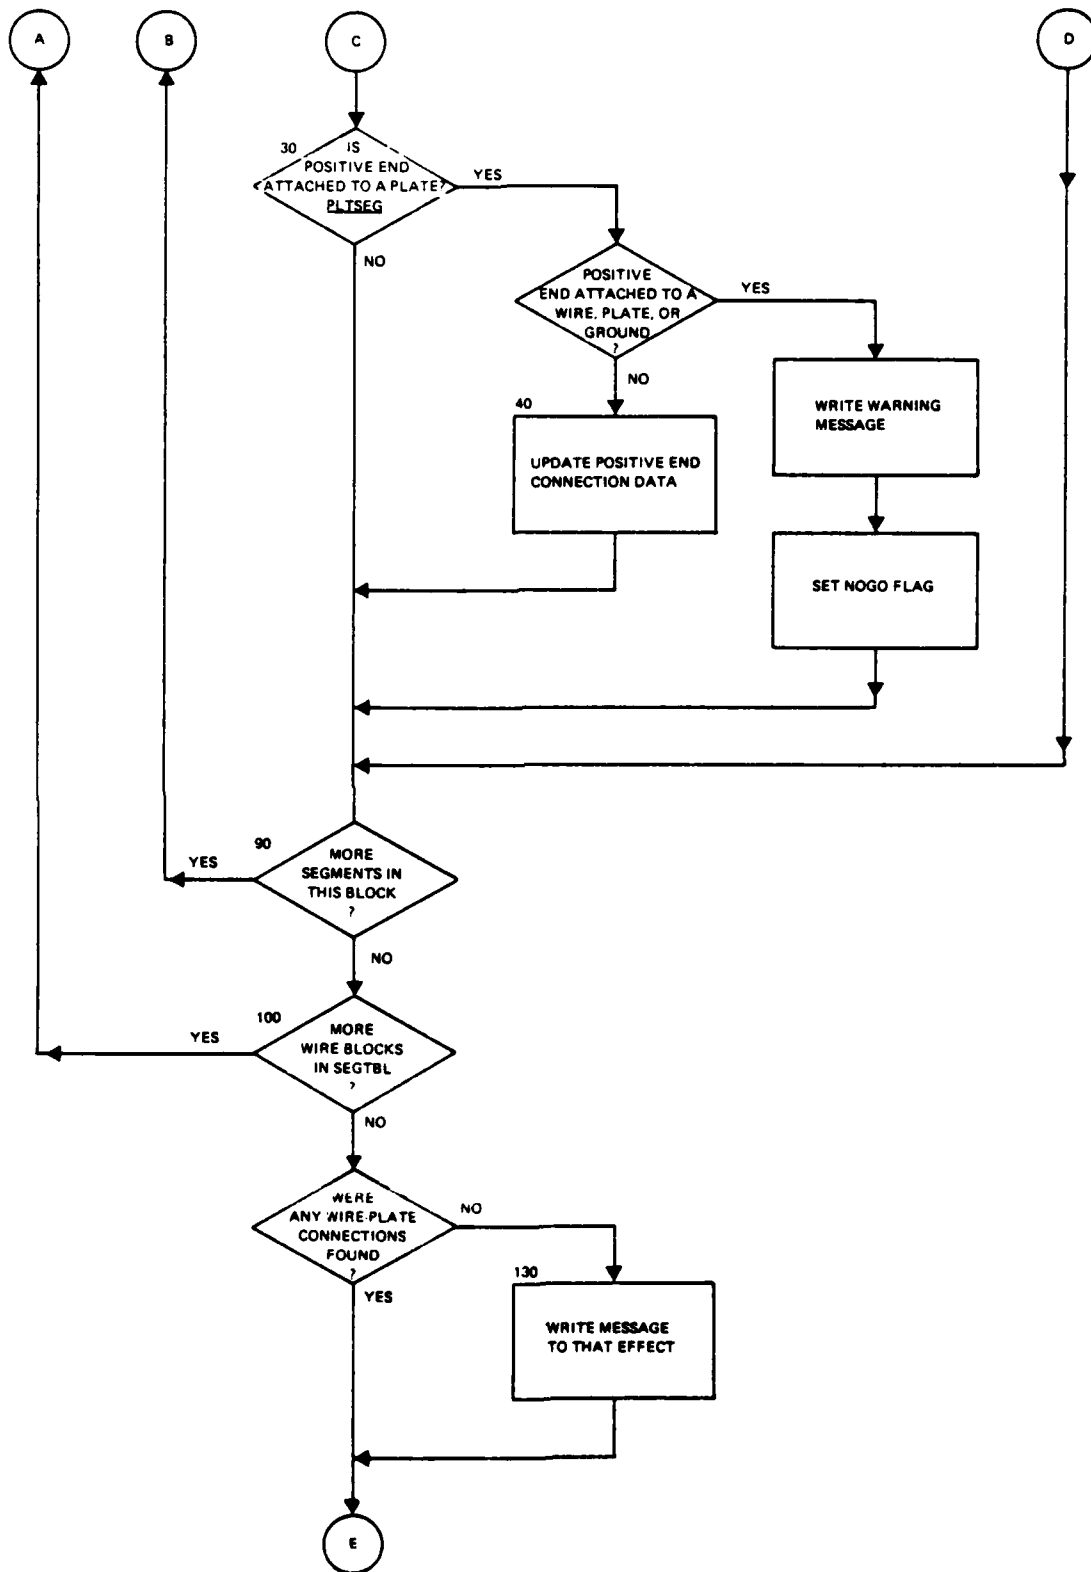 A
B
C
D
30
IS
POSITIVE END
ATTACHED TO A PLATE?
PLTSEG
YES
NO
POSITIVE
END ATTACHED TO A
WIRE, PLATE, OR
GROUND
?
YES
NO
40
UPDATE POSITIVE END
CONNECTION DATA
WRITE WARNING
MESSAGE
SET NOGO FLAG
90
MORE
SEGMENTS IN
THIS BLOCK
?
YES
NO
100
MORE
WIRE BLOCKS
IN SEGTBL
?
YES
NO
WERE
ANY WIRE-PLATE
CONNECTIONS
FOUND
?
NO
YES
130
WRITE MESSAGE
TO THAT EFFECT
E